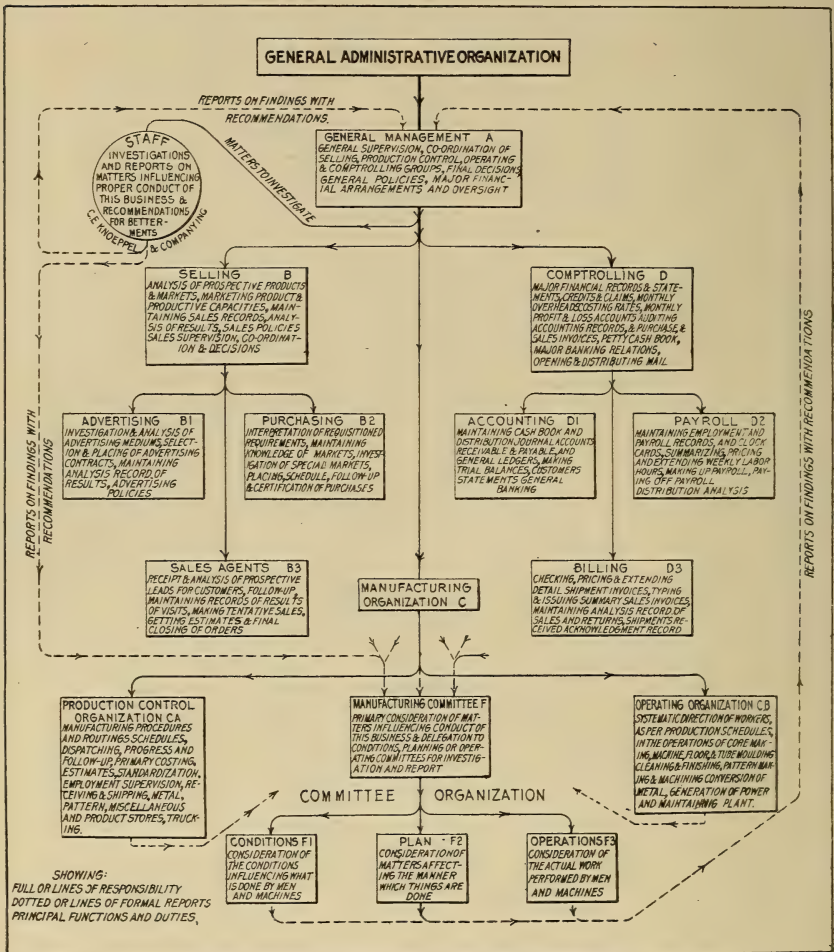 GENERAL ADMINISTRATIVE ORGANIZATION
REPORTS ON FINDINGS WITH
RECOMMENDATIONS.
STAFF
INVESTIGATIONS
AND REPORTS ON
MATTERS INFLUENCING
PROPER CONDUCT OF
THIS BUSINESS &
RECOMMENDATIONS
FOR BETTER-
MENTS
C.E. KNOEPPEL & COMPANY INC
MATTERS TO INVESTIGATE
GENERAL MANAGEMENT A
GENERAL SUPERVISION, CO-ORDINATION OF
SELLING, PRODUCTION CONTROL, OPERATING
& COMPTROLLING GROUPS, FINAL DECISIONS
GENERAL POLICIES, MAJOR FINANC-
IAL ARRANGEMENTS AND OVERSIGHT
SELLING B
ANALYSIS OF PROSPECTIVE PRODUCTS
& MARKETS, MARKETING PRODUCT &
PRODUCTIVE CAPACITIES, MAIN-
TAINING SALES RECORDS, ANALY-
SIS OF RESULTS, SALES POLICIES
SALES SUPERVISION, CO-ORDINAT-
ION & DECISIONS
COMPTROLLING D
MAJOR FINANCIAL RECORDS & STATE-
MENTS, CREDITS & CLAIMS, MONTHLY
OVERHEAD & COSTING RATES, MONTHLY
PROFIT & LOSS ACCOUNTS AUDITING
ACCOUNTING RECORDS, & PURCHASE, &
SALES INVOICES, PETTY CASH BOOK,
MAJOR BANKING RELATIONS,
OPENING & DISTRIBUTING MAIL
ADVERTISING B1
INVESTIGATION & ANALYSIS OF
ADVERTISING MEDIUMS, SELECT-
ION & PLACING OF ADVERTISING
CONTRACTS, MAINTAINING
ANALYSIS RECORD OF
RESULTS, ADVERTISING
POLICIES
PURCHASING B2
INTERPRETATION OF REQUISITIONED
REQUIREMENTS, MAINTAINING
KNOWLEDGE OF MARKETS, INVEST-
IGATION OF SPECIAL MARKETS,
PLACING, SCHEDULE, FOLLOW-UP
& CERTIFICATION OF PURCHASES
ACCOUNTING D1
MAINTAINING CASH BOOK AND
DISTRIBUTION JOURNAL ACCOUNTS
RECEIVABLE & PAYABLE, AND
GENERAL LEDGERS, MAKING
TRIAL BALANCES, CUSTOMERS
STATEMENTS GENERAL
BANKING
PAYROLL D2
MAINTAINING EMPLOYMENT AND
PAYROLL RECORDS, AND CLOCK
CARDS, SUMMARIZING, PRICING
AND EXTENDING WEEKLY LABOR
HOURS, MAKING UP PAYROLL, PAY-
ING OFF PAYROLL
DISTRIBUTION ANALYSIS
REPORTS ON FINDINGS WITH
RECOMMENDATIONS
REPORTS ON FINDINGS WITH RECOMMENDATIONS
SALES AGENTS B3
RECEIPT & ANALYSIS OF PROSPECTIVE
LEADS FOR CUSTOMERS, FOLLOW-UP,
MAINTAINING RECORDS OF RESULTS
OF VISITS, MAKING TENTATIVE SALES,
GETTING ESTIMATES & FINAL
CLOSING OF ORDERS
MANUFACTURING
ORGANIZATION C
BILLING D3
CHECKING, PRICING & EXTENDING
DETAIL SHIPMENT INVOICES, TYPING
& ISSUING SUMMARY SALES INVOICES,
MAINTAINING ANALYSIS RECORD OF
SALES AND RETURNS, SHIPMENTS RE-
CEIVED ACKNOWLEDGMENT RECORD
PRODUCTION CONTROL
ORGANIZATION CA
MANUFACTURING PROCEDURES
AND ROUTINGS SCHEDULES,
DISPATCHING, PROGRESS AND
FOLLOW-UP, PRIMARY COSTING,
ESTIMATES, STANDARDIZATION,
EMPLOYMENT SUPERVISION, RE-
CEIVING & SHIPPING, METAL,
PATTERN, MISCELLANEOUS
AND PRODUCT STORES, TRUCK-
ING.
MANUFACTURING COMMITTEE F
PRIMARY CONSIDERATION OF MAT-
TERS INFLUENCING CONDUCT OF
THIS BUSINESS & DELEGATION TO
CONDITIONS, PLANNING OR OPER-
ATING COMMITTEES FOR INVESTIG-
ATION AND REPORT
OPERATING ORGANIZATION C.B
SYSTEMATIC DIRECTION OF WORKERS,
AS PER PRODUCTION SCHEDULES,
IN THE OPERATIONS OF CORE MAK-
ING, MACHINE, FLOOR, & TUBE MOULDING
CLEANING & FINISHING, PATTERN MAK-
ING & MACHINING CONVERSION OF
METAL, GENERATION OF POWER
AND MAINTAINING PLANT.
COMMITTEE ORGANIZATION
CONDITIONS F1
CONSIDERATION OF
THE CONDITIONS
INFLUENCING WHAT
IS DONE BY MEN
AND MACHINES
PLAN - F2
CONSIDERATION OF
MATTERS AFFECT-
ING THE MANNER
WHICH THINGS ARE
DONE
OPERATIONS F3
CONSIDERATION OF
THE ACTUAL WORK
PERFORMED BY MEN
AND MACHINES
SHOWING:
FULL OR LINES OF RESPONSIBILITY
DOTTED OR LINES OF FORMAL REPORTS
PRINCIPAL FUNCTIONS AND DUTIES,